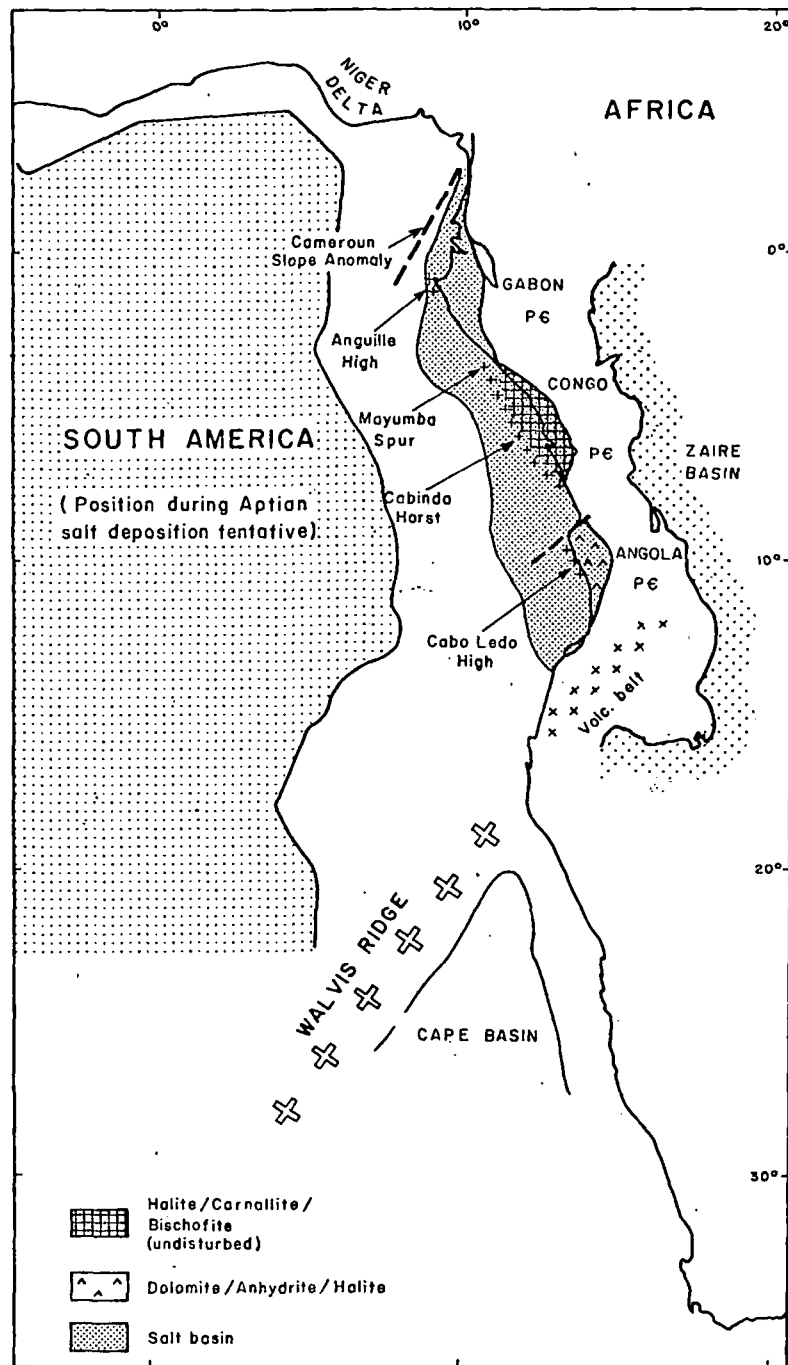 0°
10°
20°
NIGER
DELTA
AFRICA
Cameroun
Slope Anomaly
0°
GABON
P Є
Anguille
High
CONGO
Mayumba
Spur
SOUTH AMERICA
(Position during Aptian
salt deposition tentative)
PЄ
ZAIRE
BASIN
Cabinda
Horst
ANGOLA
PЄ
10°
Cabo Ledo
High
Volc. belt
20°
WALVIS RIDGE
CAPE BASIN
30°
Halite/Carnallite/
Bischofite
(undisturbed)
Dolomite/Anhydrite/Halite
Salt basin
0°
10°